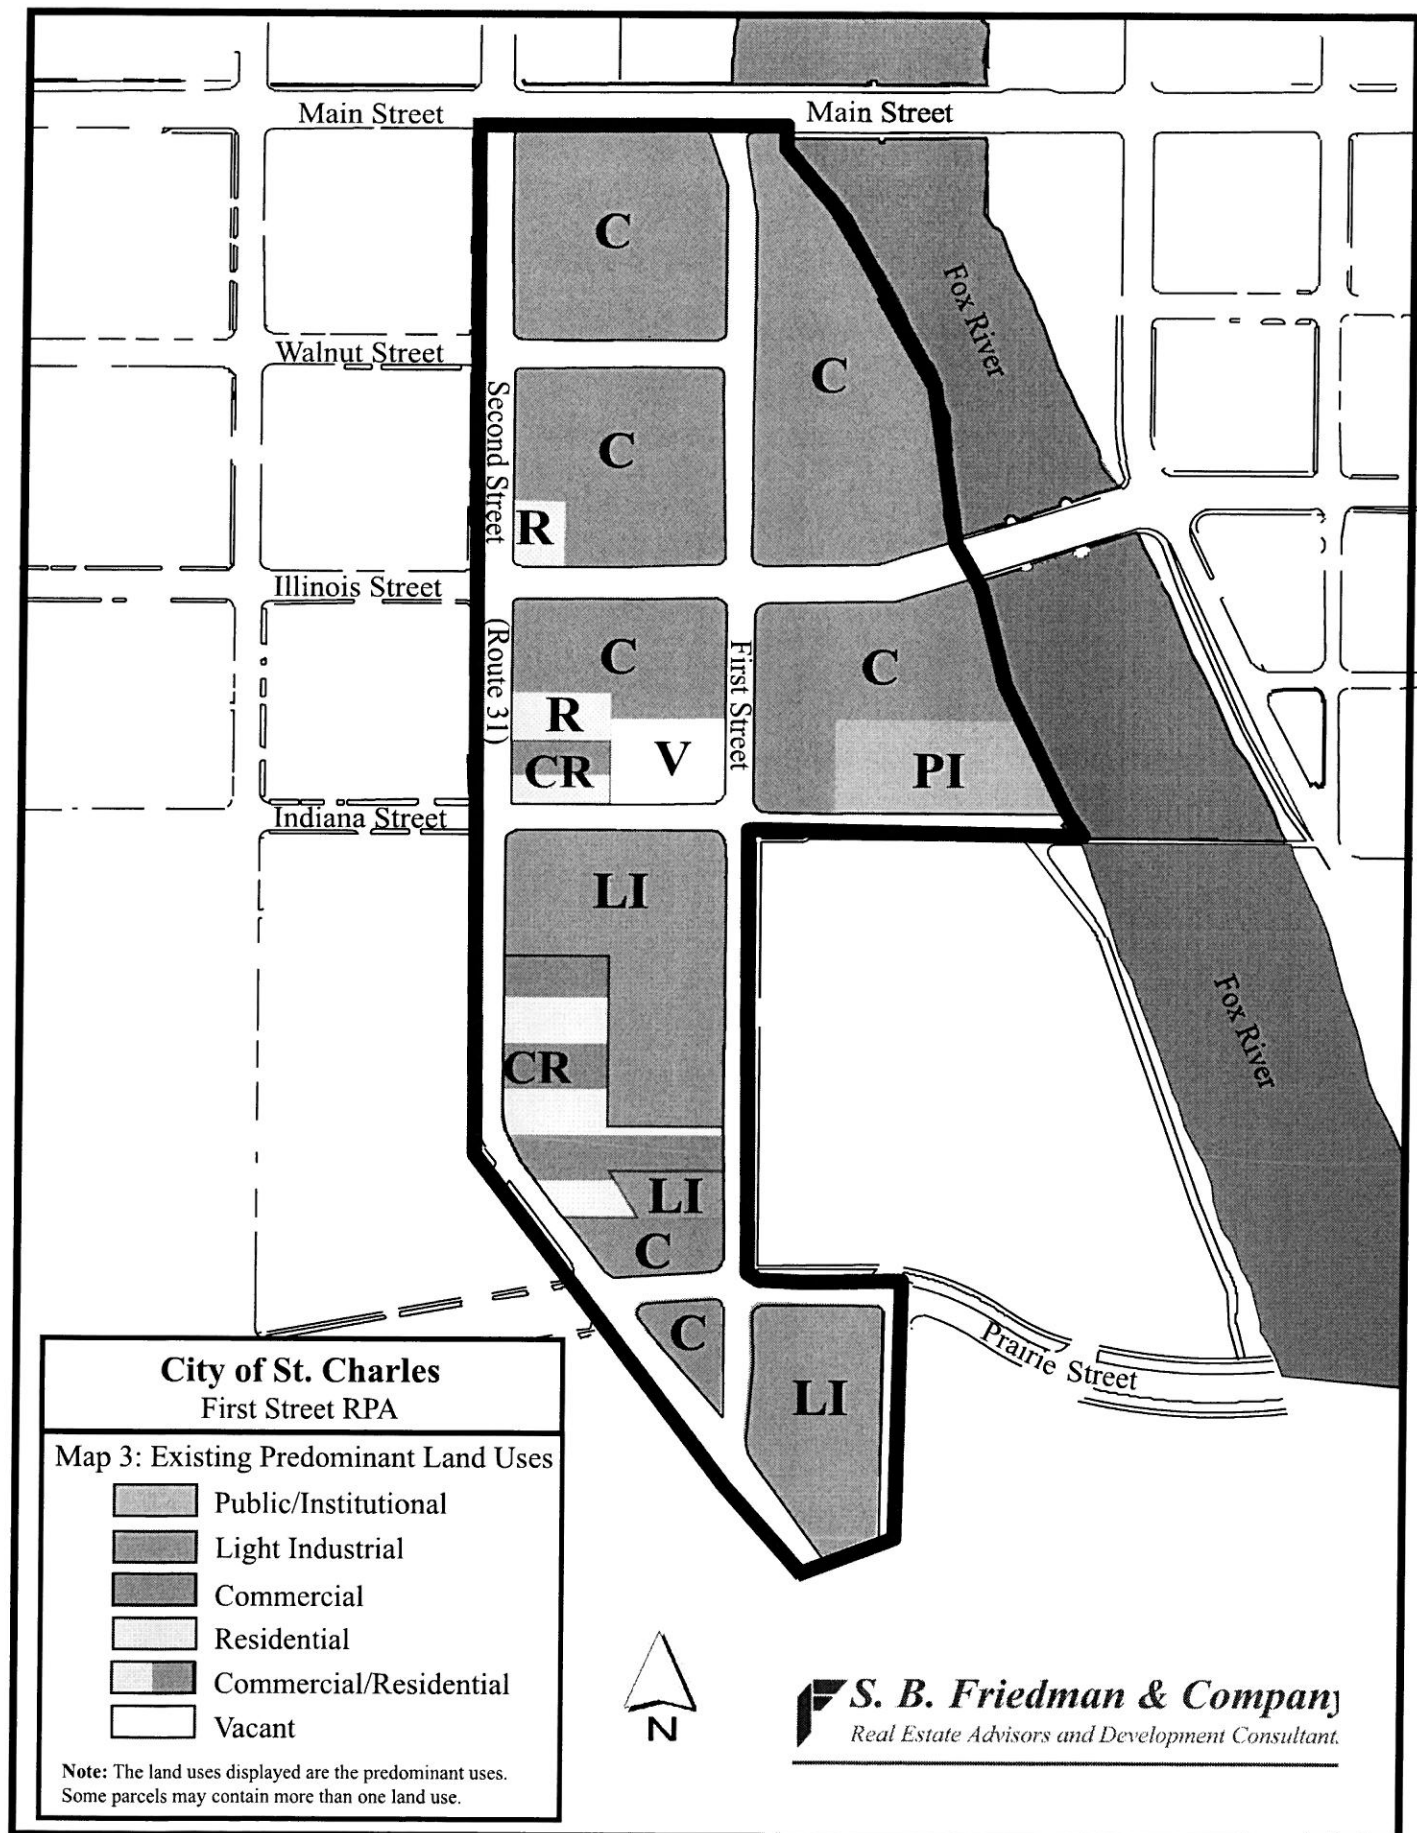 Main Street
Main Street
C
Fox River
Walnut Street
C
Second Street
C
R
Illinois Street
(Route 31)
C
First Street
C
R
V
CR
PI
Indiana Street
LI
Fox River
CR
LI
C
C
Prairie Street
LI
City of St. Charles
First Street RPA
Map 3: Existing Predominant Land Uses
Public/Institutional
Light Industrial
Commercial
Residential
Commercial/Residential
Vacant
Note: The land uses displayed are the predominant uses.
Some parcels may contain more than one land use.
N
S. B. Friedman & Company
Real Estate Advisors and Development Consultant.